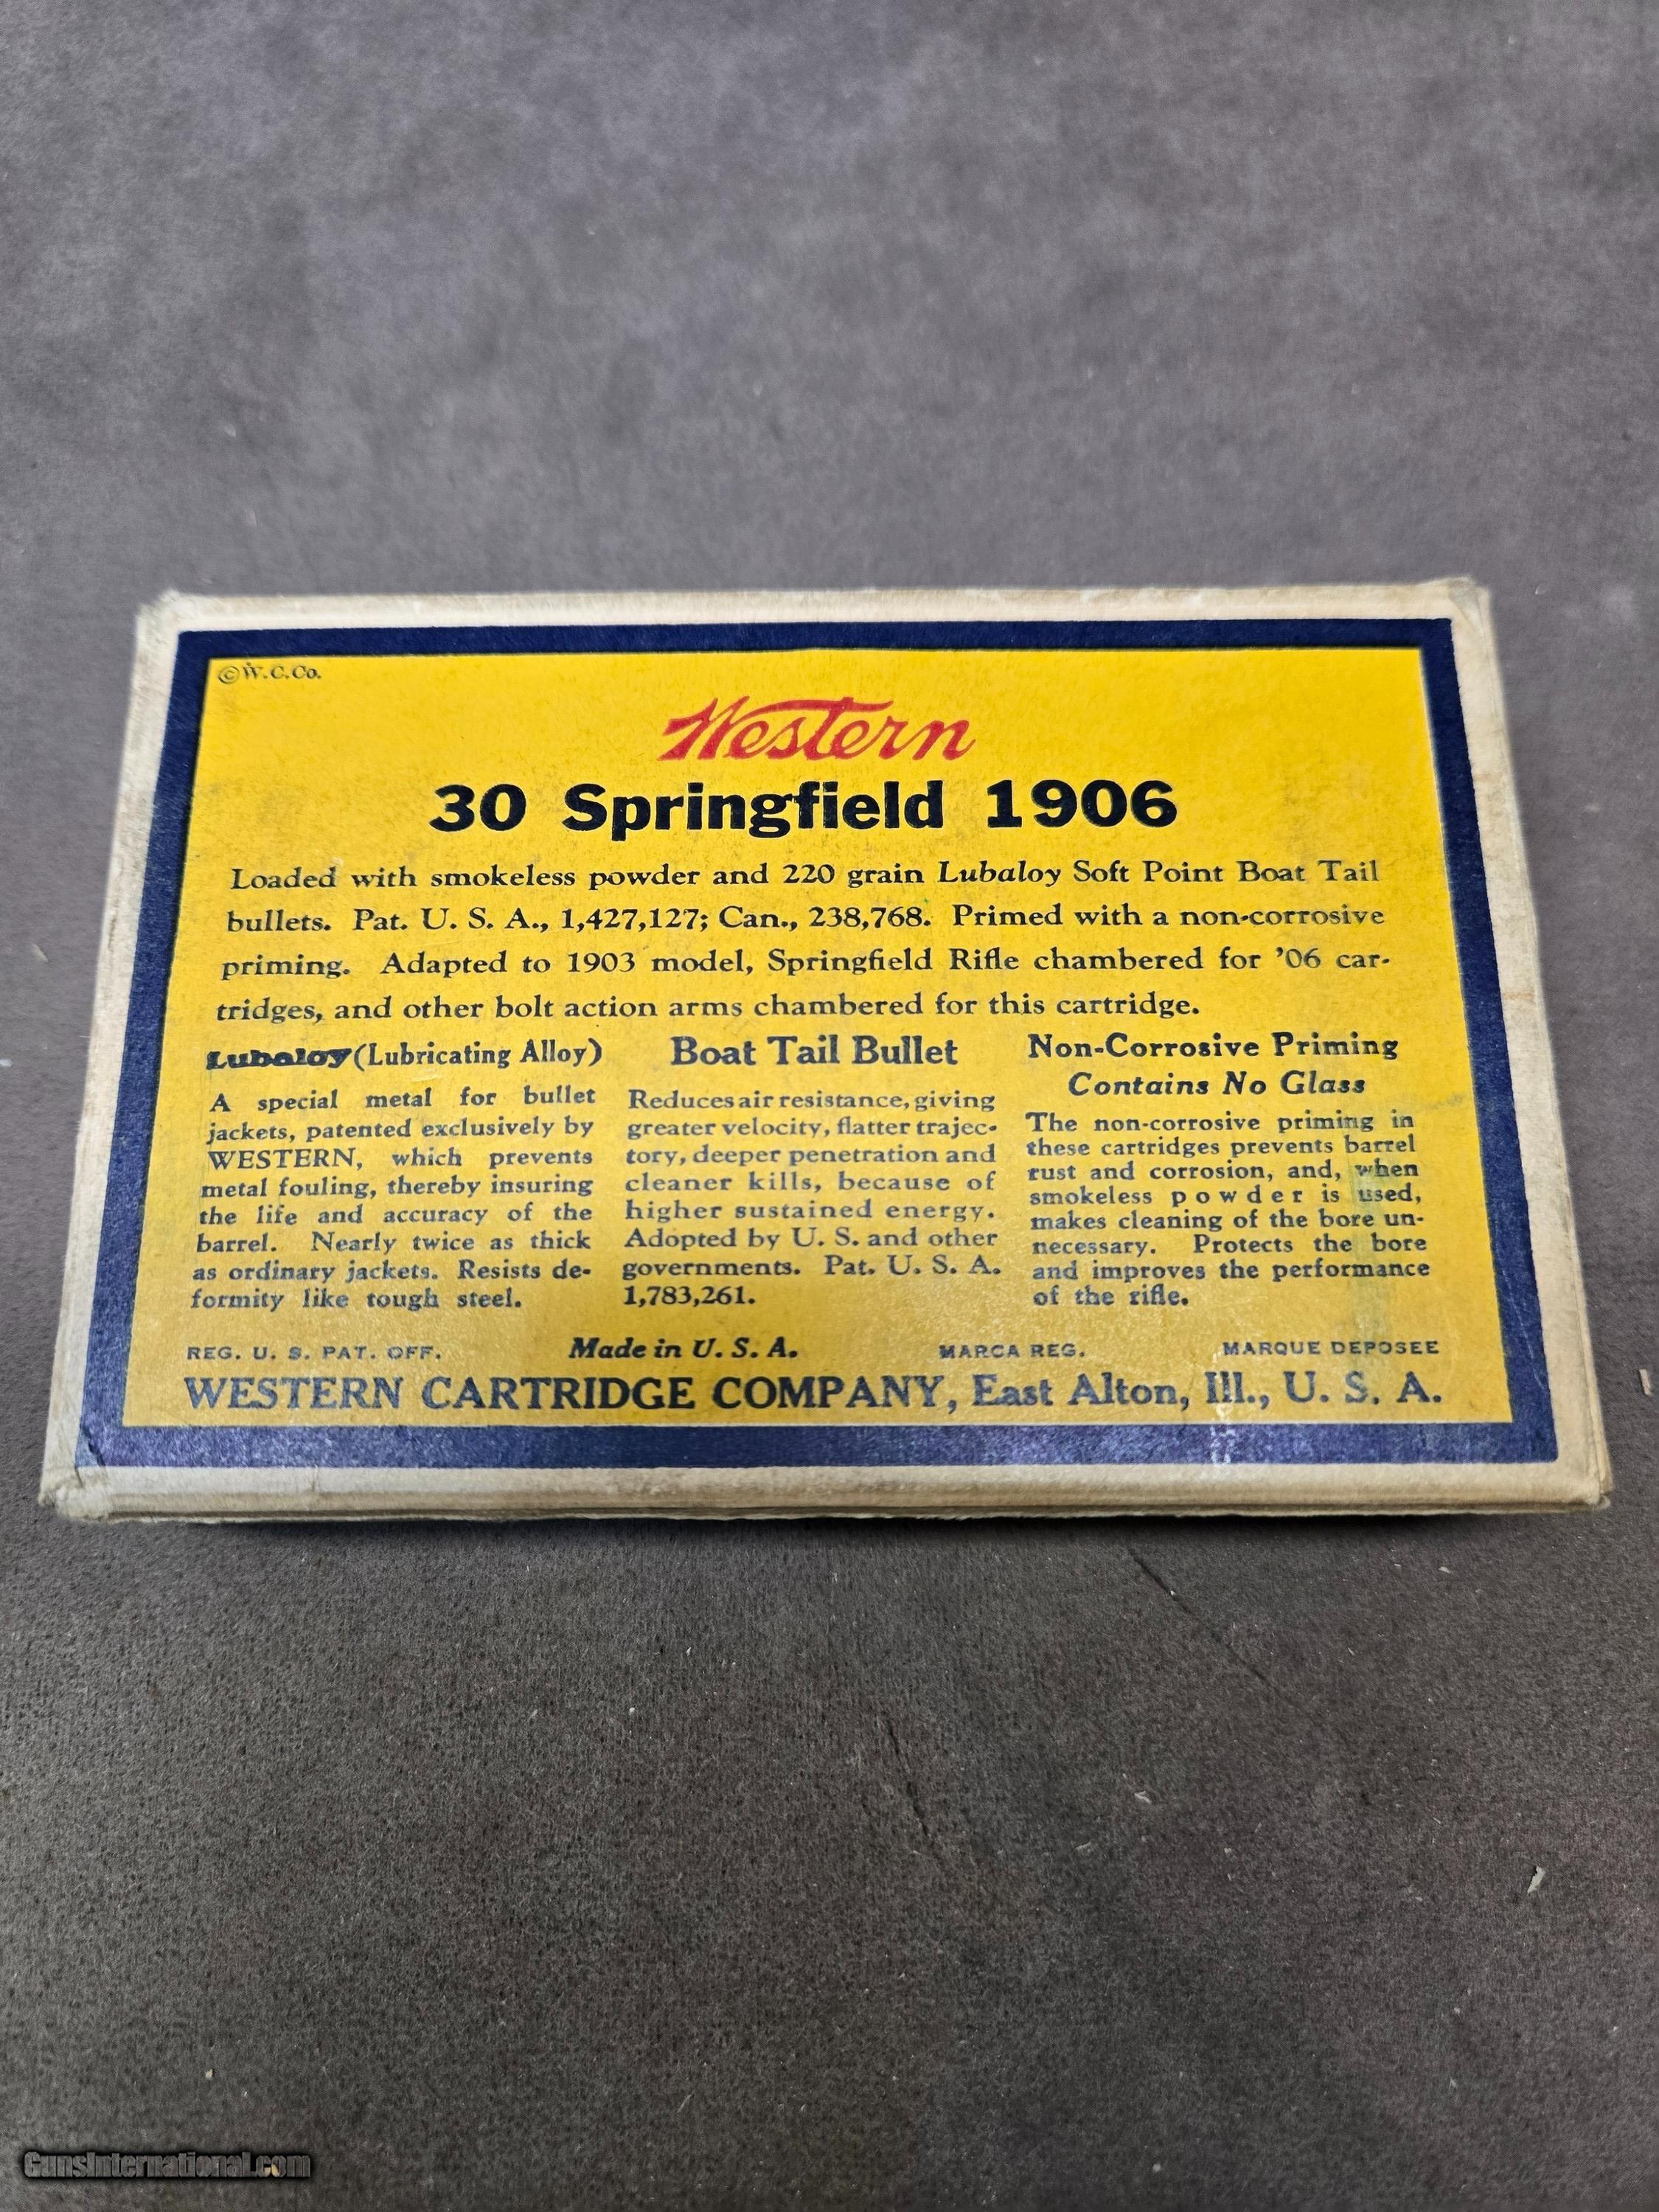 ©W.C.Co.
Western
30 Springfield 1906
Loaded with smokeless powder and 220 grain Lubaloy Soft Point Boat Tail
bullets. Pat. U. S. A., 1,427,127; Can., 238,768. Primed with a non-corrosive
priming. Adapted to 1903 model, Springfield Rifle chambered for '06 car-
tridges, and other bolt action arms chambered for this cartridge.
Lubaloy (Lubricating Alloy)
A special metal for bullet
jackets, patented exclusively by
WESTERN, which prevents
metal fouling, thereby insuring
the life and accuracy of the
barrel. Nearly twice as thick
as ordinary jackets. Resists de-
formity like tough steel.
Boat Tail Bullet
Reduces air resistance, giving
greater velocity, flatter trajec-
tory, deeper penetration and
cleaner kills, because of
higher sustained energy.
Adopted by U. S. and other
governments. Pat. U. S. A.
1,783,261.
Non-Corrosive Priming
Contains No Glass
The non-corrosive priming in
these cartridges prevents barrel
rust and corrosion, and, when
smokeless powder is used,
makes cleaning of the bore un-
necessary. Protects the bore
and improves the performance
of the rifle.
REG. U. S. PAT. OFF. Made in U. S. A. MARCA REG. MARQUE DEPOSEE
WESTERN CARTRIDGE COMPANY, East Alton, Ill., U. S. A.
GunsInternational.com